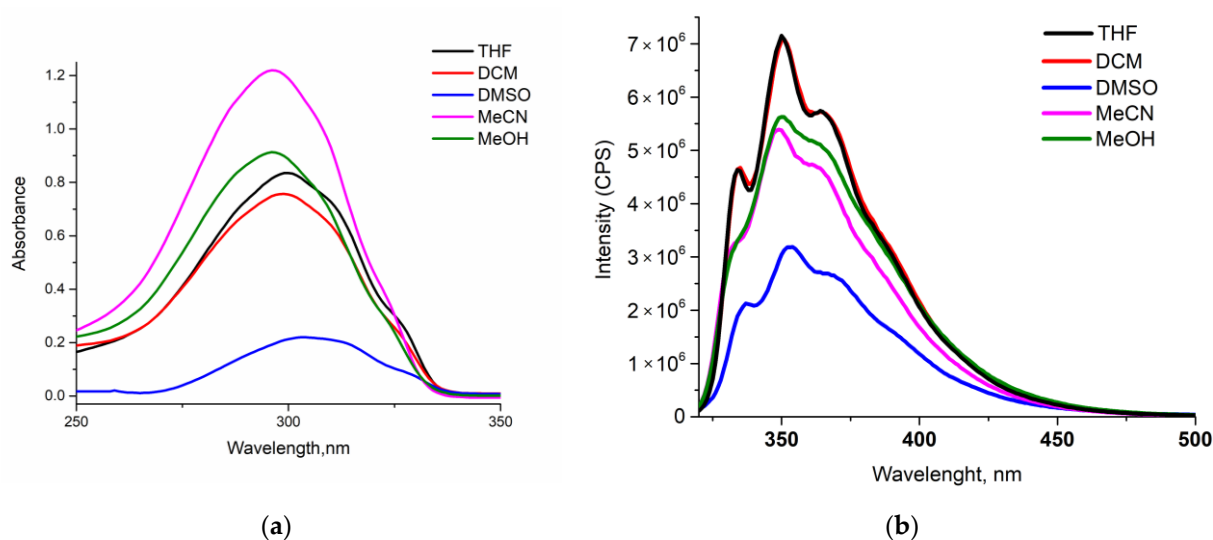 THF
DCM
DMSO
MeCN
MeOH
1.2
1.0
0.8
0.6
0.4
0.2
0.0
Absorbance
250
300
350
Wavelength,nm
(a)
THF
DCM
DMSO
MeCN
MeOH
7 × 10⁶
6 × 10⁶
5 × 10⁶
4 × 10⁶
3 × 10⁶
2 × 10⁶
1 × 10⁶
0
Intensity (CPS)
350
400
450
500
Wavelenght, nm
(b)